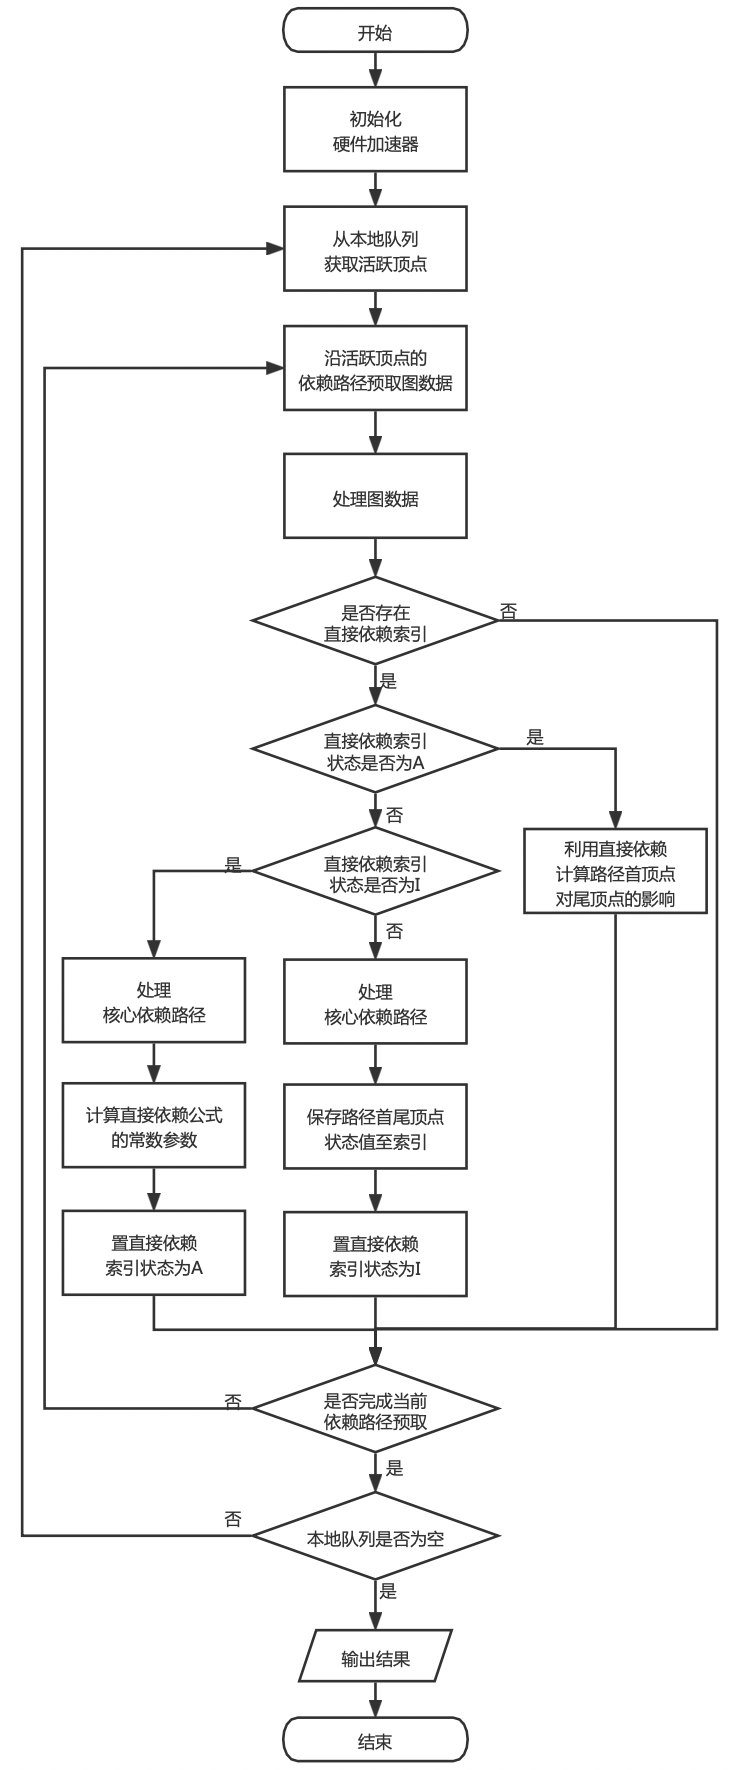 开始
初始化
硬件加速器
从本地队列
获取活跃顶点
沿活跃顶点的
依赖路径预取图数据
处理图数据
是否存在
直接依赖索引
否
是
直接依赖索引
状态是否为A
是
否
直接依赖索引
状态是否为I
是
否
利用直接依赖
计算路径首顶点
对尾顶点的影响
处理
核心依赖路径
处理
核心依赖路径
计算直接依赖公式
的常数参数
保存路径首尾顶点
状态值至索引
置直接依赖
索引状态为A
置直接依赖
索引状态为I
是否完成当前
依赖路径预取
否
是
本地队列是否为空
否
是
输出结果
结束